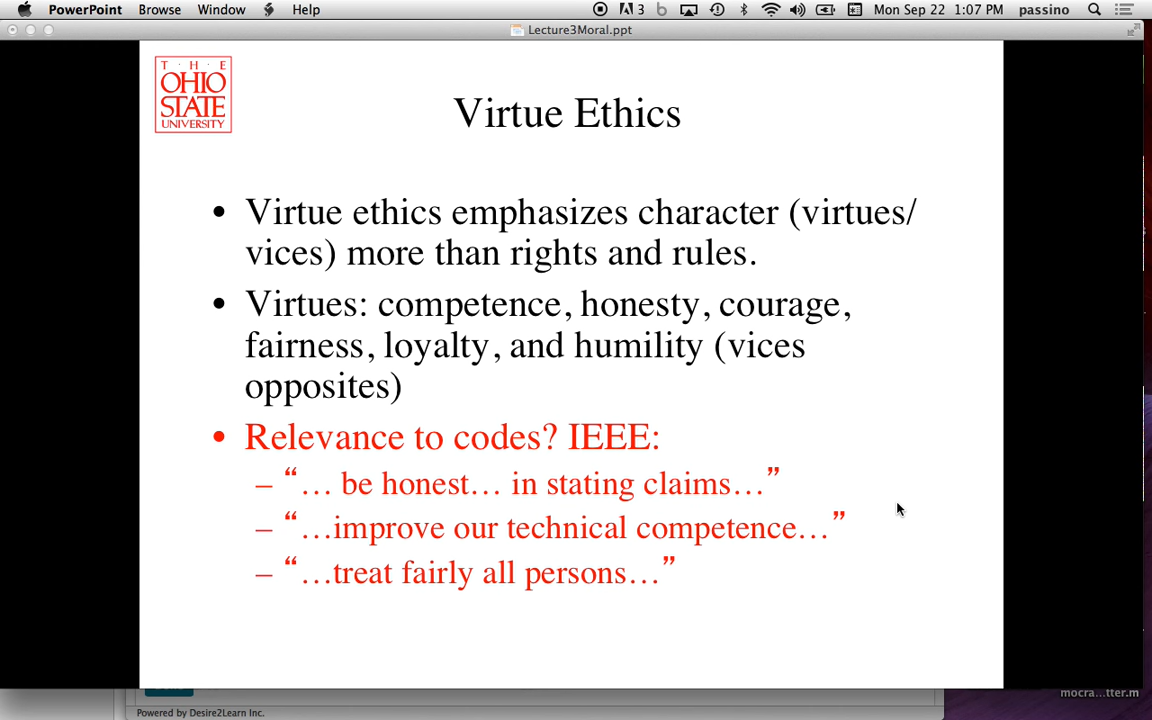 PowerPoint Browse Window Help 3 Mon Sep 22 1:07 PM passino
Lecture3Moral.ppt
T · H · E
OHIO
STATE
UNIVERSITY
Virtue Ethics
• Virtue ethics emphasizes character (virtues/
vices) more than rights and rules.
• Virtues: competence, honesty, courage,
fairness, loyalty, and humility (vices
opposites)
• Relevance to codes? IEEE:
– “… be honest… in stating claims…”
– “…improve our technical competence…”
– “…treat fairly all persons…”
mocra...tter.m
Powered by Desire2Learn Inc.